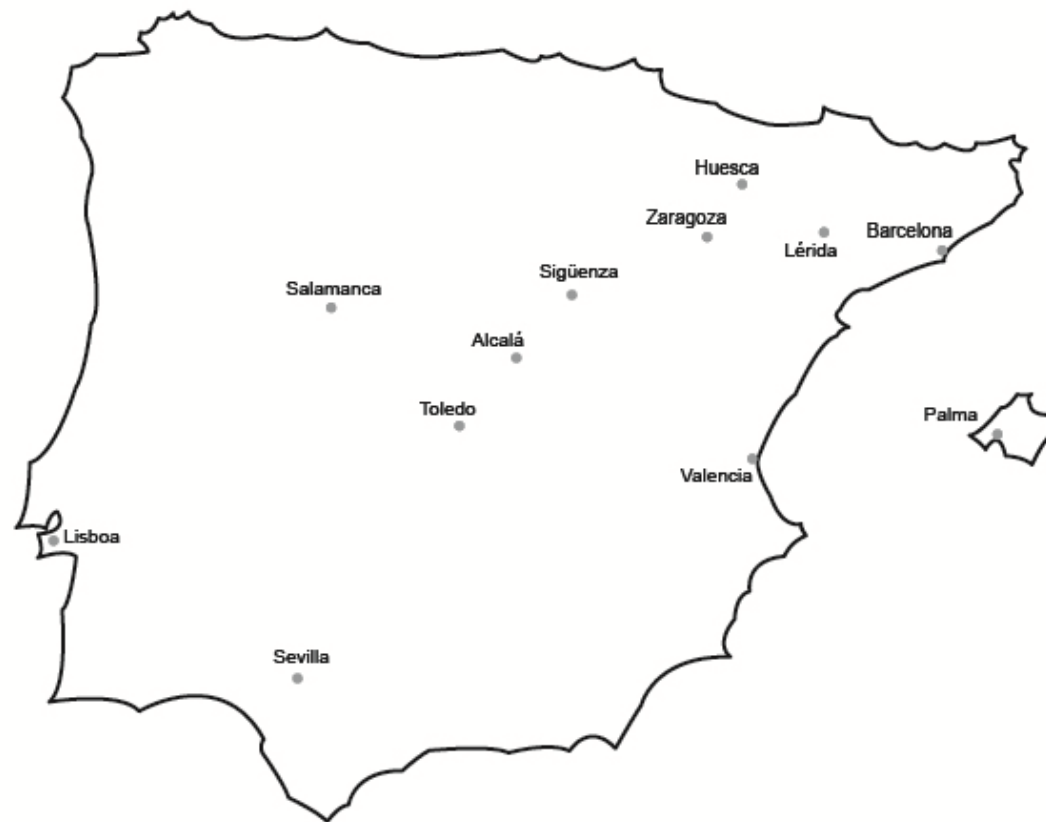 Huesca
Zaragoza
Barcelona
Lérida
Sigüenza
Salamanca
Alcalá
Toledo
Palma
Valencia
Lisboa
Sevilla